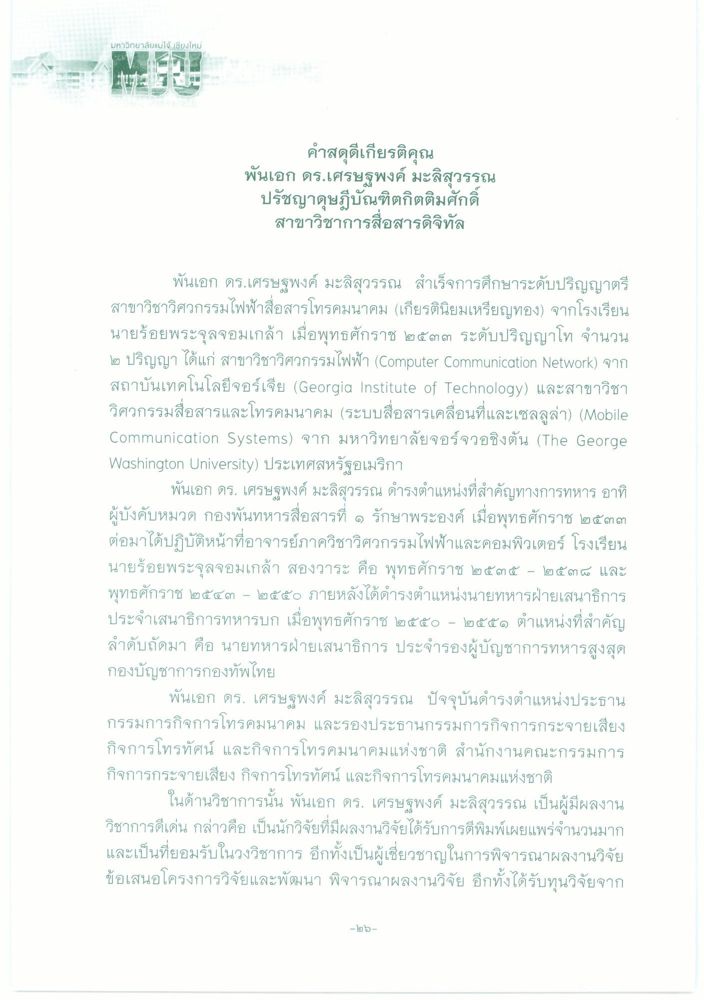 มหาวิทยาลัยแม่โจ้ เชียงใหม่
MJU
คำสดุดีเกียรติคุณ
พันเอก ดร.เศรษฐพงค์ มะลิสุวรรณ
ปรัชญาดุษฎีบัณฑิตกิตติมศักดิ์
สาขาวิชาการสื่อสารดิจิทัล
พันเอก ดร.เศรษฐพงค์ มะลิสุวรรณ สำเร็จการศึกษาระดับปริญญาตรี
สาขาวิชาวิศวกรรมไฟฟ้าสื่อสารโทรคมนาคม (เกียรตินิยมเหรียญทอง) จากโรงเรียน
นายร้อยพระจุลจอมเกล้า เมื่อพุทธศักราช ๒๕๓๓ ระดับปริญญาโท จำนวน
๒ ปริญญา ได้แก่ สาขาวิชาวิศวกรรมไฟฟ้า (Computer Communication Network) จาก
สถาบันเทคโนโลยีจอร์เจีย (Georgia Institute of Technology) และสาขาวิชา
วิศวกรรมสื่อสารและโทรคมนาคม (ระบบสื่อสารเคลื่อนที่และเซลลูล่า) (Mobile
Communication Systems) จาก มหาวิทยาลัยจอร์จวอชิงตัน (The George
Washington University) ประเทศสหรัฐอเมริกา
พันเอก ดร. เศรษฐพงค์ มะลิสุวรรณ ดำรงตำแหน่งที่สำคัญทางการทหาร อาทิ
ผู้บังคับหมวด กองพันทหารสื่อสารที่ ๑ รักษาพระองค์ เมื่อพุทธศักราช ๒๕๓๓
ต่อมาได้ปฏิบัติหน้าที่อาจารย์ภาควิชาวิศวกรรมไฟฟ้าและคอมพิวเตอร์ โรงเรียน
นายร้อยพระจุลจอมเกล้า สองวาระ คือ พุทธศักราช ๒๕๓๕ – ๒๕๓๘ และ
พุทธศักราช ๒๕๔๓ – ๒๕๕๐ ภายหลังได้ดำรงตำแหน่งนายทหารฝ่ายเสนาธิการ
ประจำเสนาธิการทหารบก เมื่อพุทธศักราช ๒๕๕๐ – ๒๕๕๑ ตำแหน่งที่สำคัญ
ลำดับถัดมา คือ นายทหารฝ่ายเสนาธิการ ประจำรองผู้บัญชาการทหารสูงสุด
กองบัญชาการกองทัพไทย
พันเอก ดร. เศรษฐพงค์ มะลิสุวรรณ ปัจจุบันดำรงตำแหน่งประธาน
กรรมการกิจการโทรคมนาคม และรองประธานกรรมการกิจการกระจายเสียง
กิจการโทรทัศน์ และกิจการโทรคมนาคมแห่งชาติ สำนักงานคณะกรรมการ
กิจการกระจายเสียง กิจการโทรทัศน์ และกิจการโทรคมนาคมแห่งชาติ
ในด้านวิชาการนั้น พันเอก ดร. เศรษฐพงค์ มะลิสุวรรณ เป็นผู้มีผลงาน
วิชาการดีเด่น กล่าวคือ เป็นนักวิจัยที่มีผลงานวิจัยได้รับการตีพิมพ์เผยแพร่จำนวนมาก
และเป็นที่ยอมรับในวงวิชาการ อีกทั้งเป็นผู้เชี่ยวชาญในการพิจารณาผลงานวิจัย
ข้อเสนอโครงการวิจัยและพัฒนา พิจารณาผลงานวิจัย อีกทั้งได้รับทุนวิจัยจาก
–๒๖–